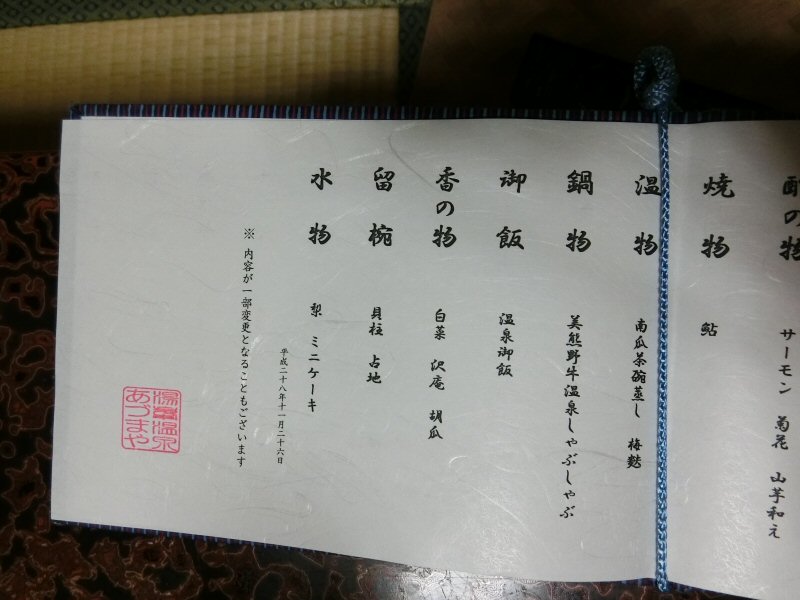 酢の物
サーモン 菊花 山芋和え
焼物
鮎
温物
南瓜茶碗蒸し 梅麩
鍋物
美熊野牛温泉しゃぶしゃぶ
御飯
温泉御飯
香の物
白菜 沢庵 胡瓜
留椀
貝柱 占地
水物
梨 ミニケーキ
平成二十八年十一月二十六日
※ 内容が一部変更となることもございます
湯峯温泉
あづまや